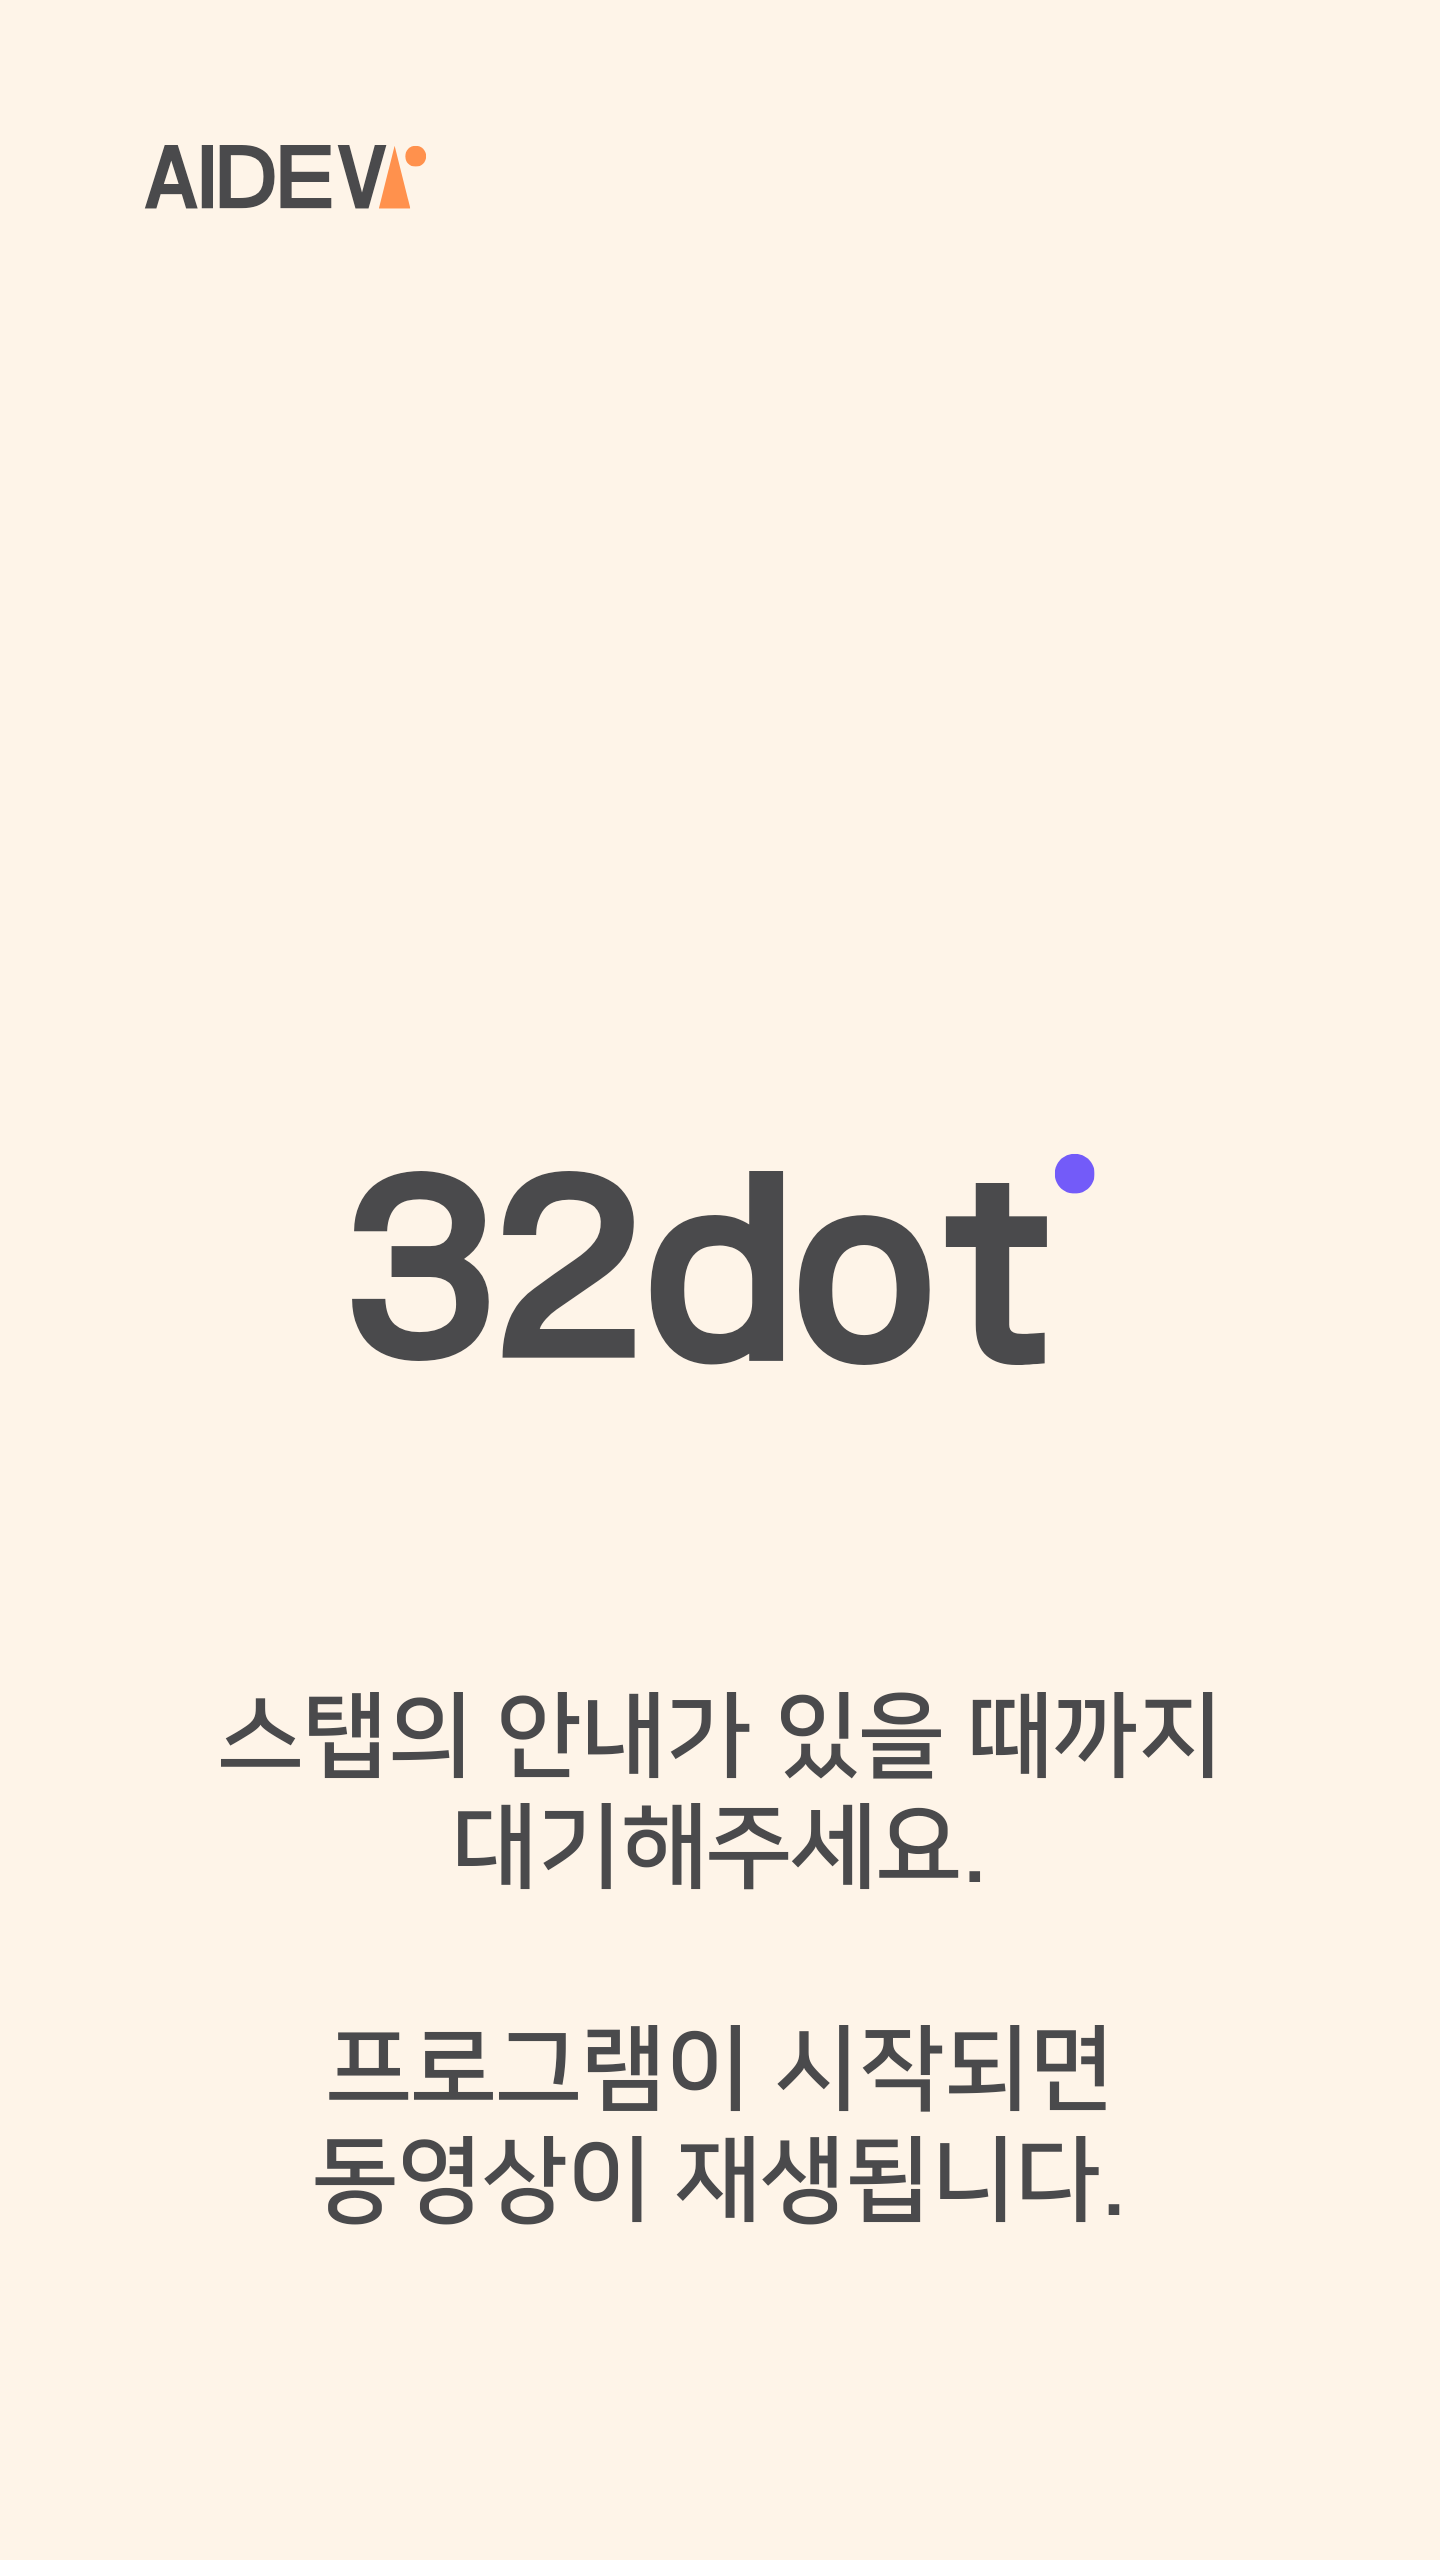 AIDEV
32dot
스탭의 안내가 있을 때까지
대기해주세요.
프로그램이 시작되면
동영상이 재생됩니다.